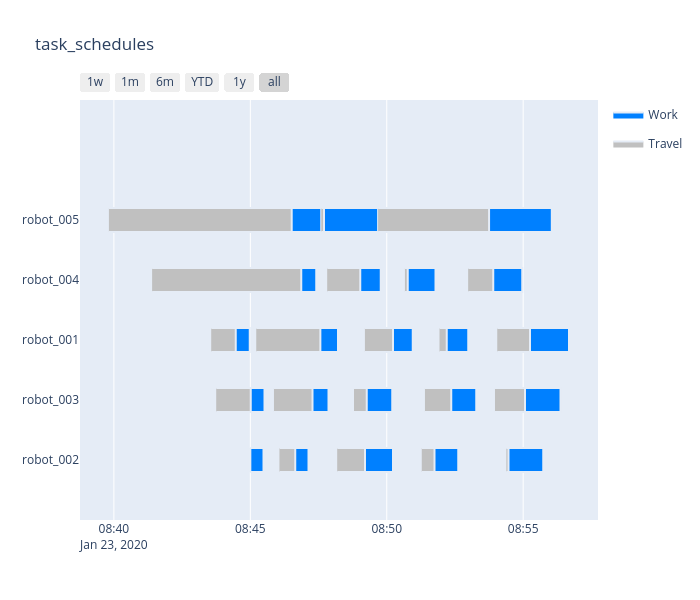 task_schedules
1w 1m 6m YTD 1y all
Work
Travel
robot_005
robot_004
robot_001
robot_003
robot_002
08:40 08:45 08:50 08:55
Jan 23, 2020